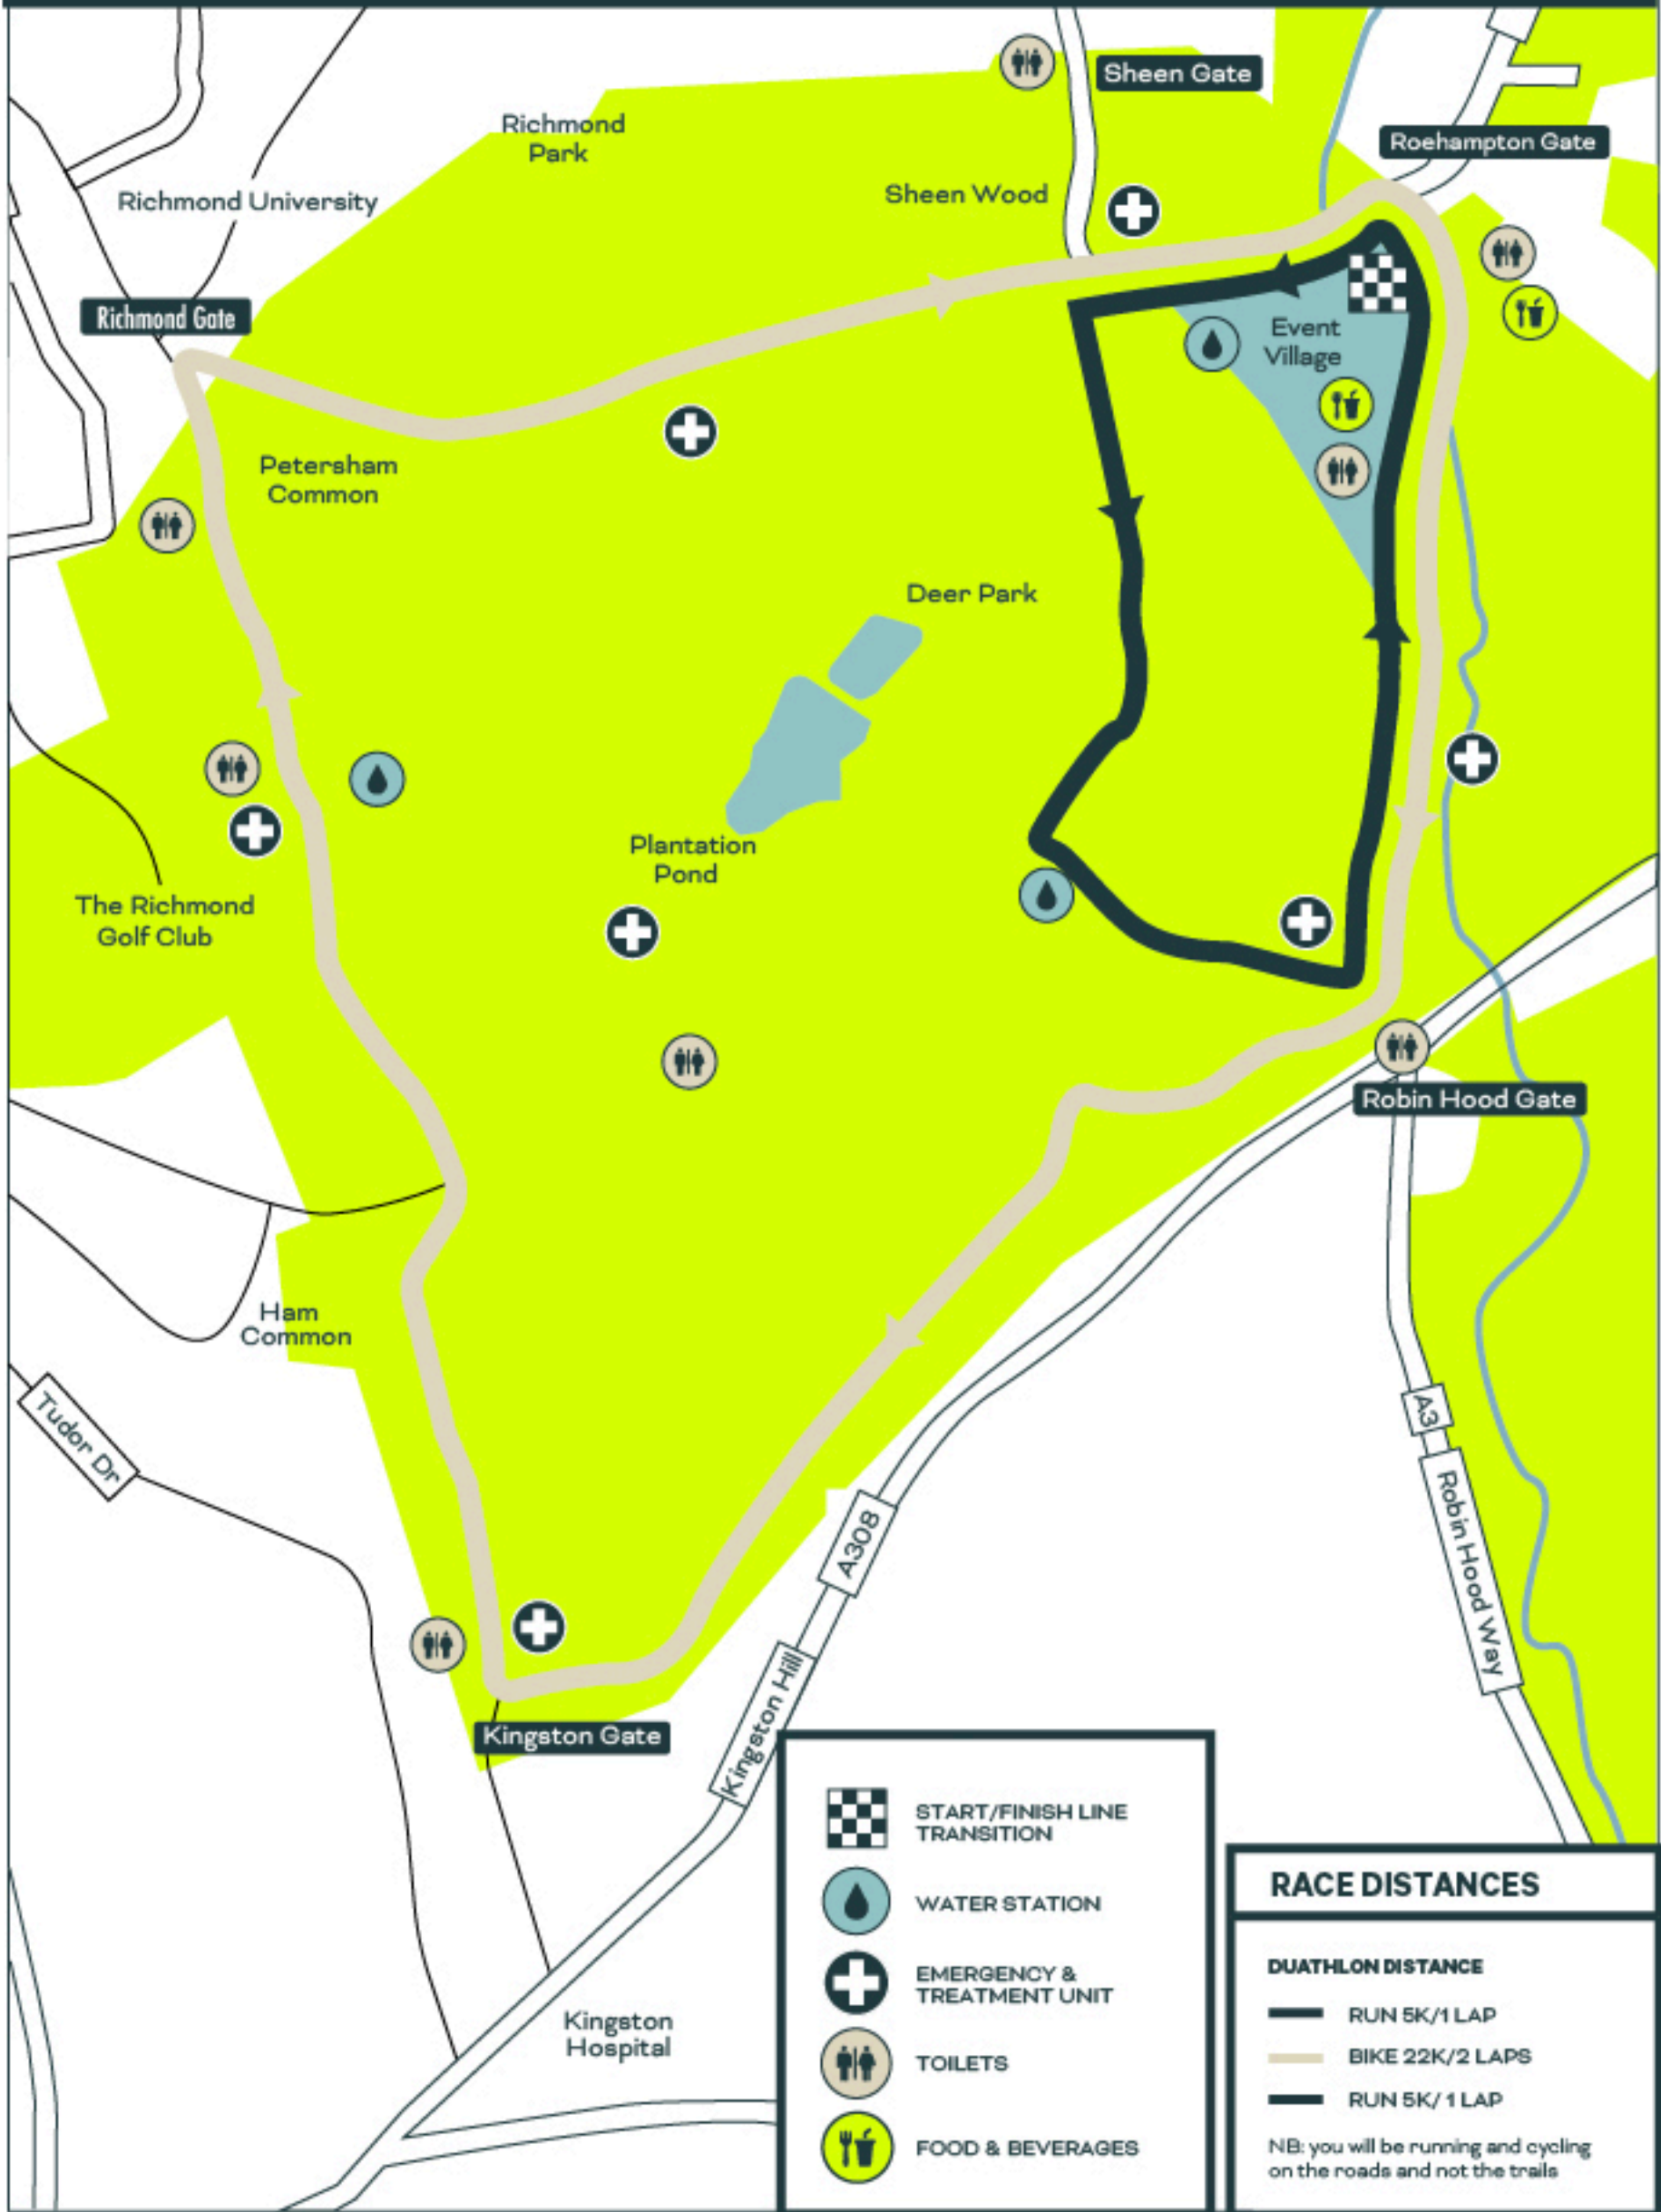 Sheen Gate
Richmond
Park
Roehampton Gate
Richmond University
Sheen Wood
Richmond Gate
Event
Village
Petersham
Common
Deer Park
Plantation
Pond
The Richmond
Golf Club
Robin Hood Gate
Ham
Common
Tudor Dr
A3
A308
Robin Hood Way
Kingston Hill
Kingston Gate
Kingston
Hospital
START/FINISH LINE
TRANSITION
WATER STATION
EMERGENCY &
TREATMENT UNIT
TOILETS
FOOD & BEVERAGES
RACE DISTANCES
DUATHLON DISTANCE
RUN 5K/1 LAP
BIKE 22K/2 LAPS
RUN 5K/ 1 LAP
NB: you will be running and cycling
on the roads and not the trails